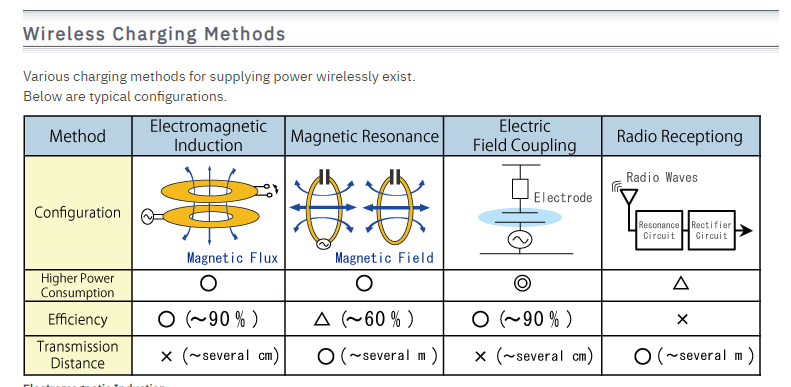 Wireless Charging Methods
Various charging methods for supplying power wirelessly exist.
Below are typical configurations.
Method
Electromagnetic
Induction
Magnetic Resonance
Electric
Field Coupling
Radio Receptiong
Configuration
Magnetic Flux
Magnetic Field
Electrode
Radio Waves
Resonance
Circuit
Rectifier
Circuit
Higher Power
Consumption
○
○
◎
△
Efficiency
○ (~90%)
△ (~60%)
○ (~90%)
×
Transmission
Distance
× (~several cm)
○ (~several m)
× (~several cm)
○ (~several m)